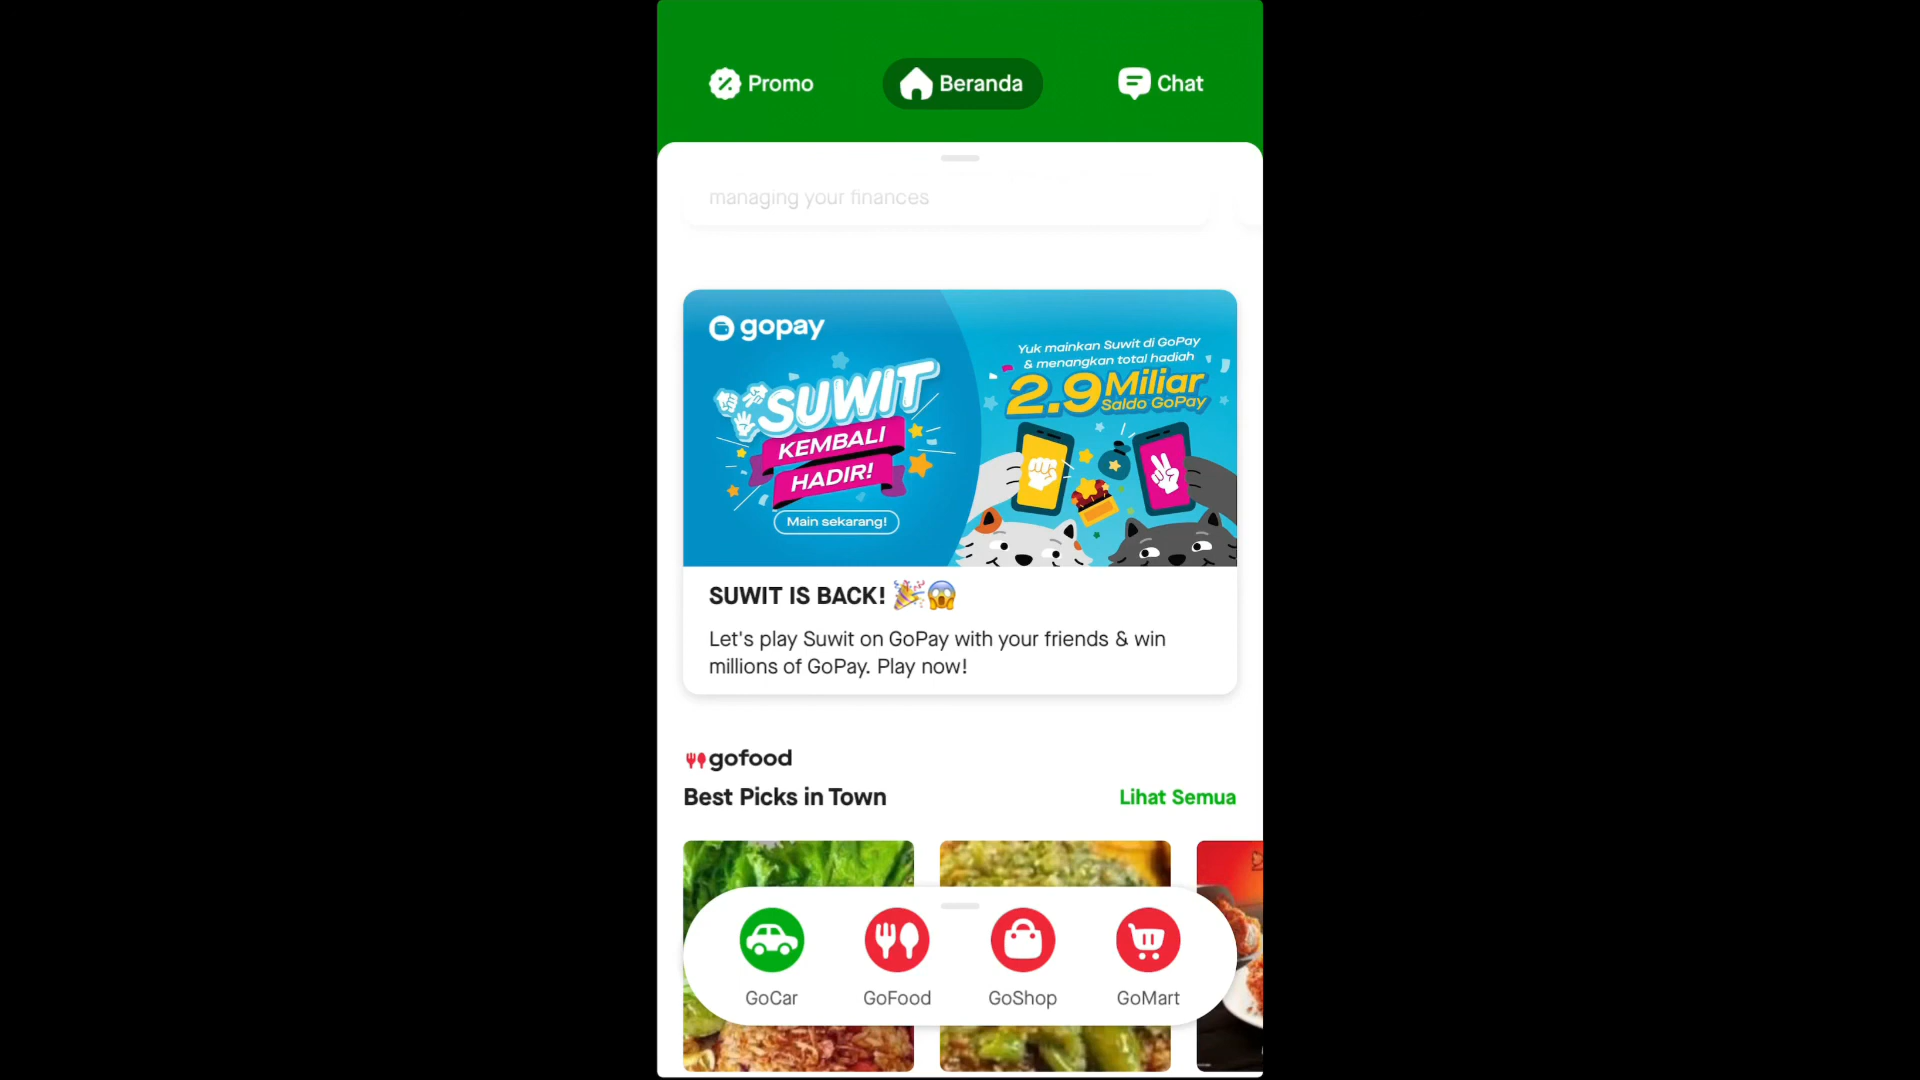 Promo
Beranda
Chat
managing your finances
gopay
SUWIT
KEMBALI
HADIR!
Main sekarang!
Yuk mainkan Suwit di GoPay
& menangkan total hadiah
2.9 Miliar
Saldo GoPay
SUWIT IS BACK! 🎉😱
Let's play Suwit on GoPay with your friends & win
millions of GoPay. Play now!
gofood
Best Picks in Town
Lihat Semua
GoCar
GoFood
GoShop
GoMart